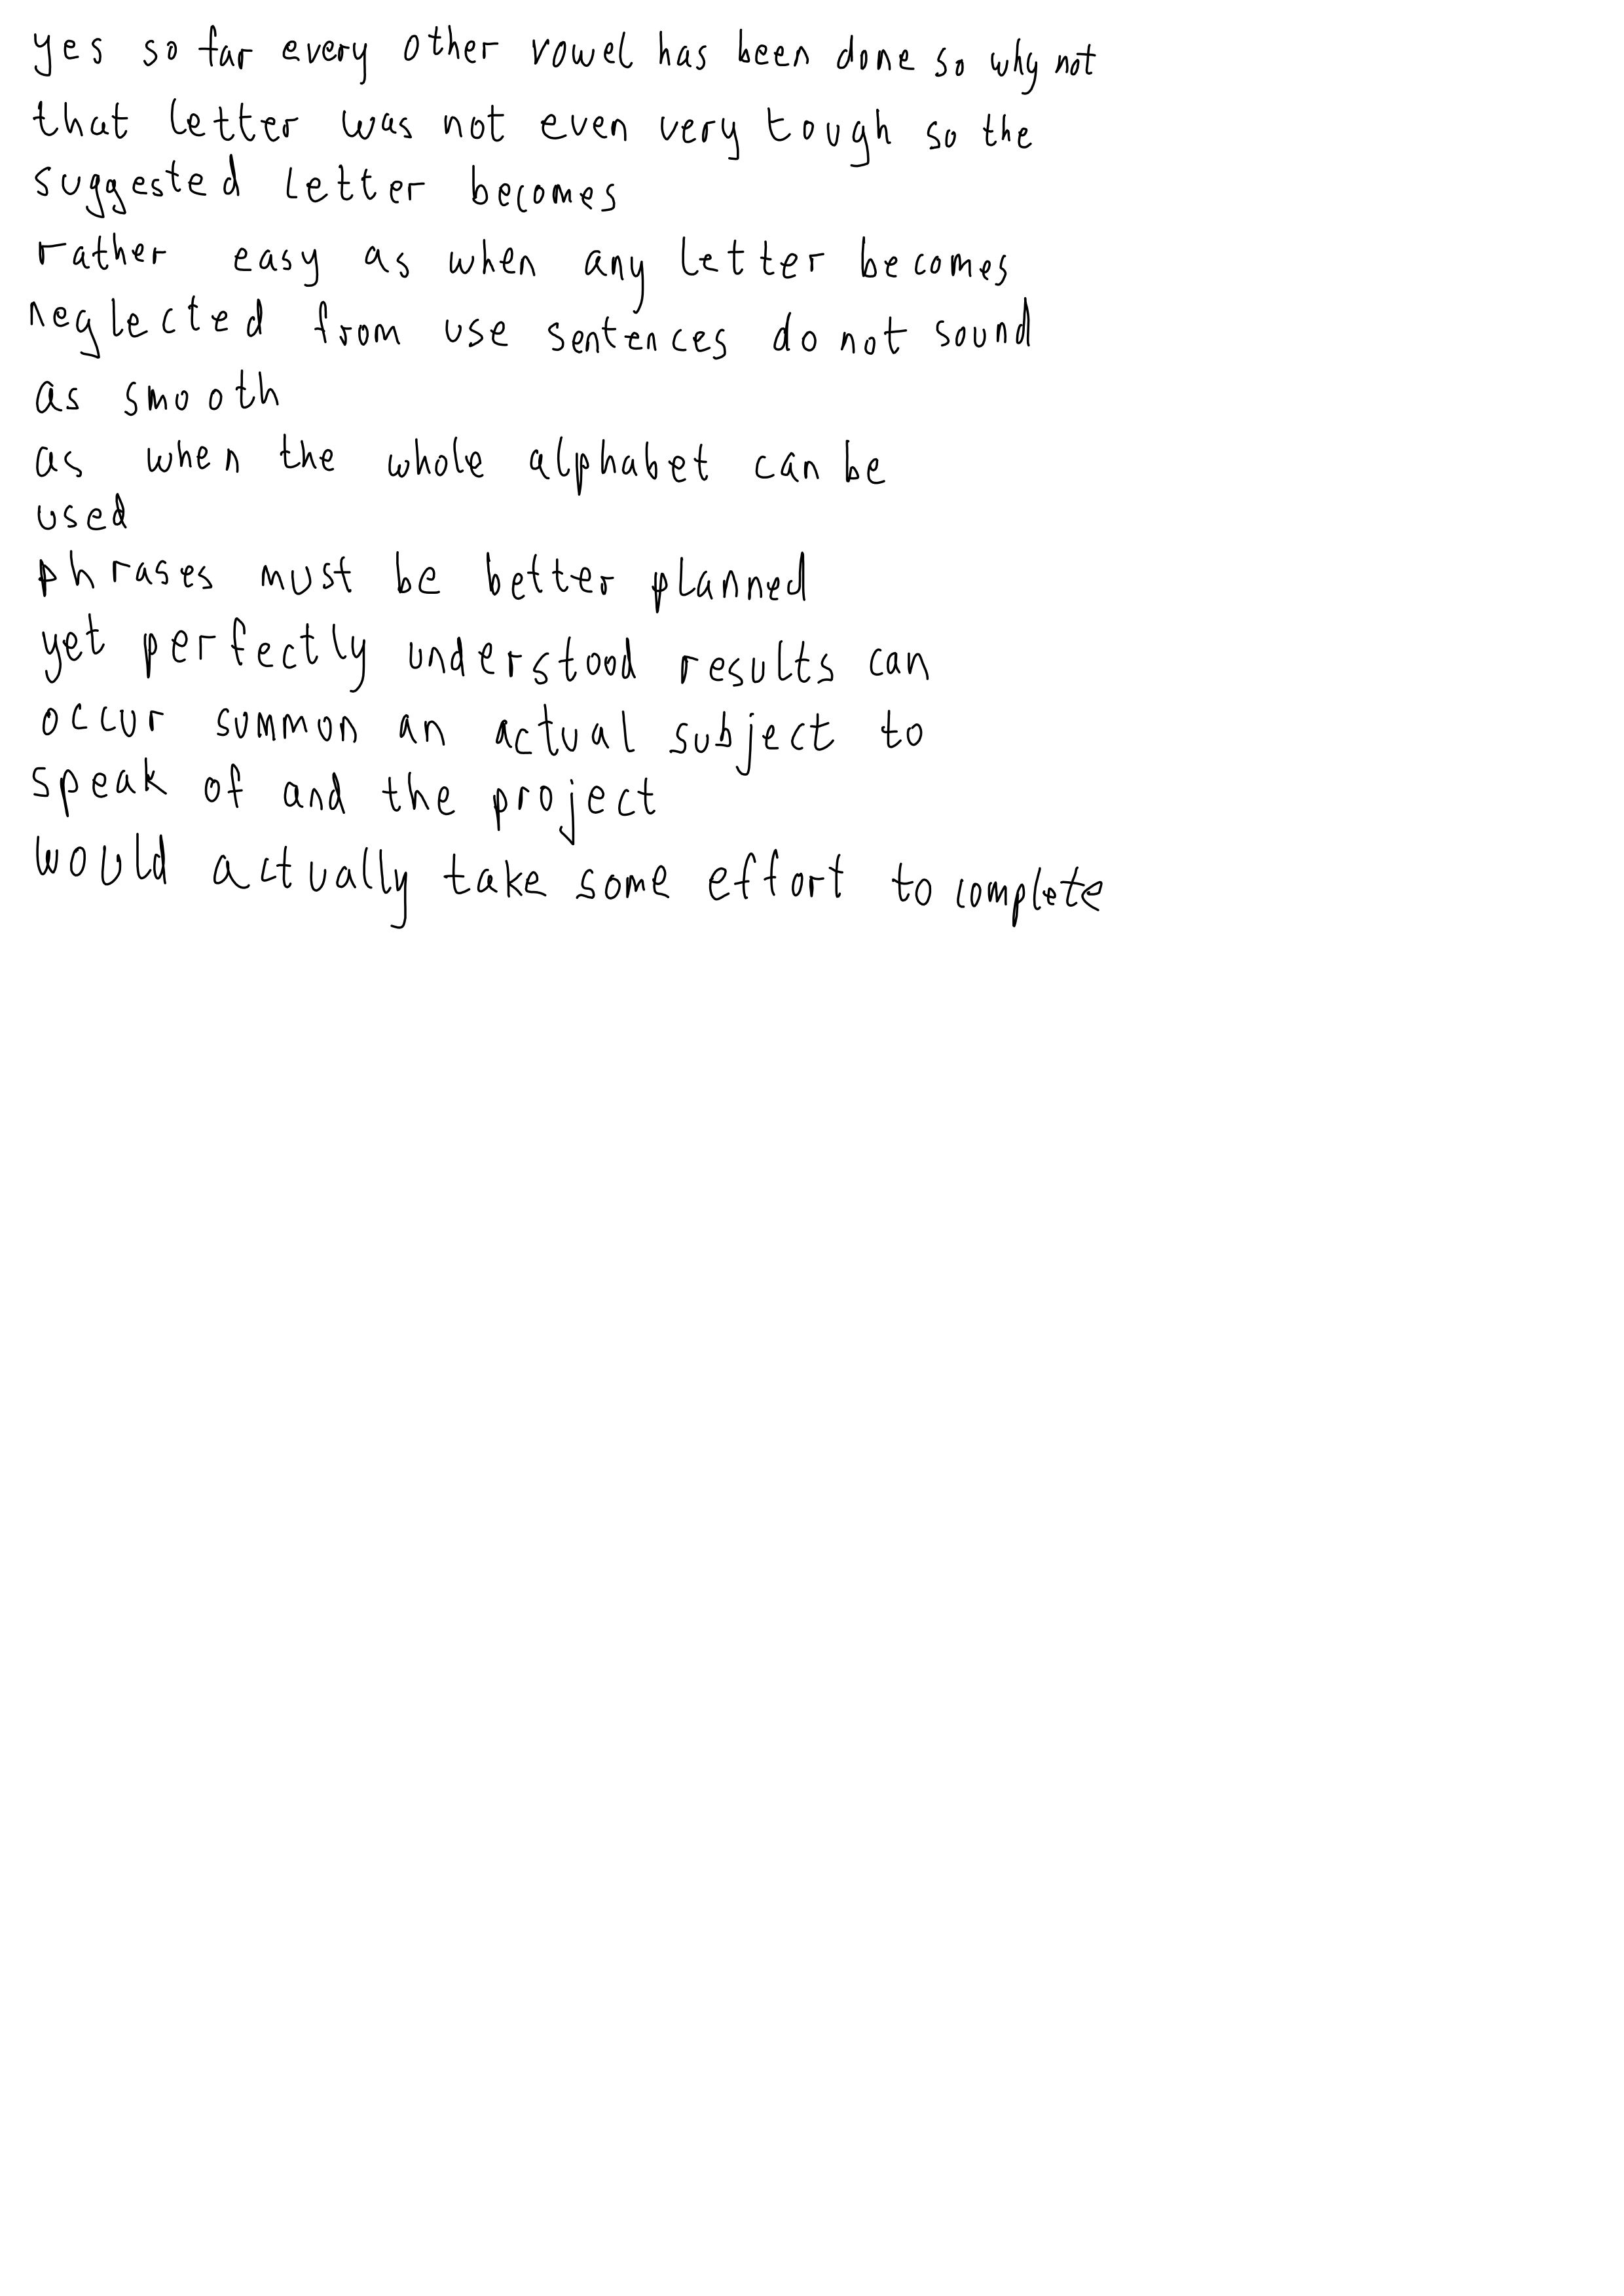 yes so far every other vowel has been done so why not
that letter was not even very tough so the
suggested letter becomes
rather easy as when any letter becomes
neglected from use sentences do not sound
as smooth
as when the whole alphabet can be
used
phrases must be better planned
yet perfectly understood results can
occur summon an actual subject to
speak of and the project
would actually take some effort to complete